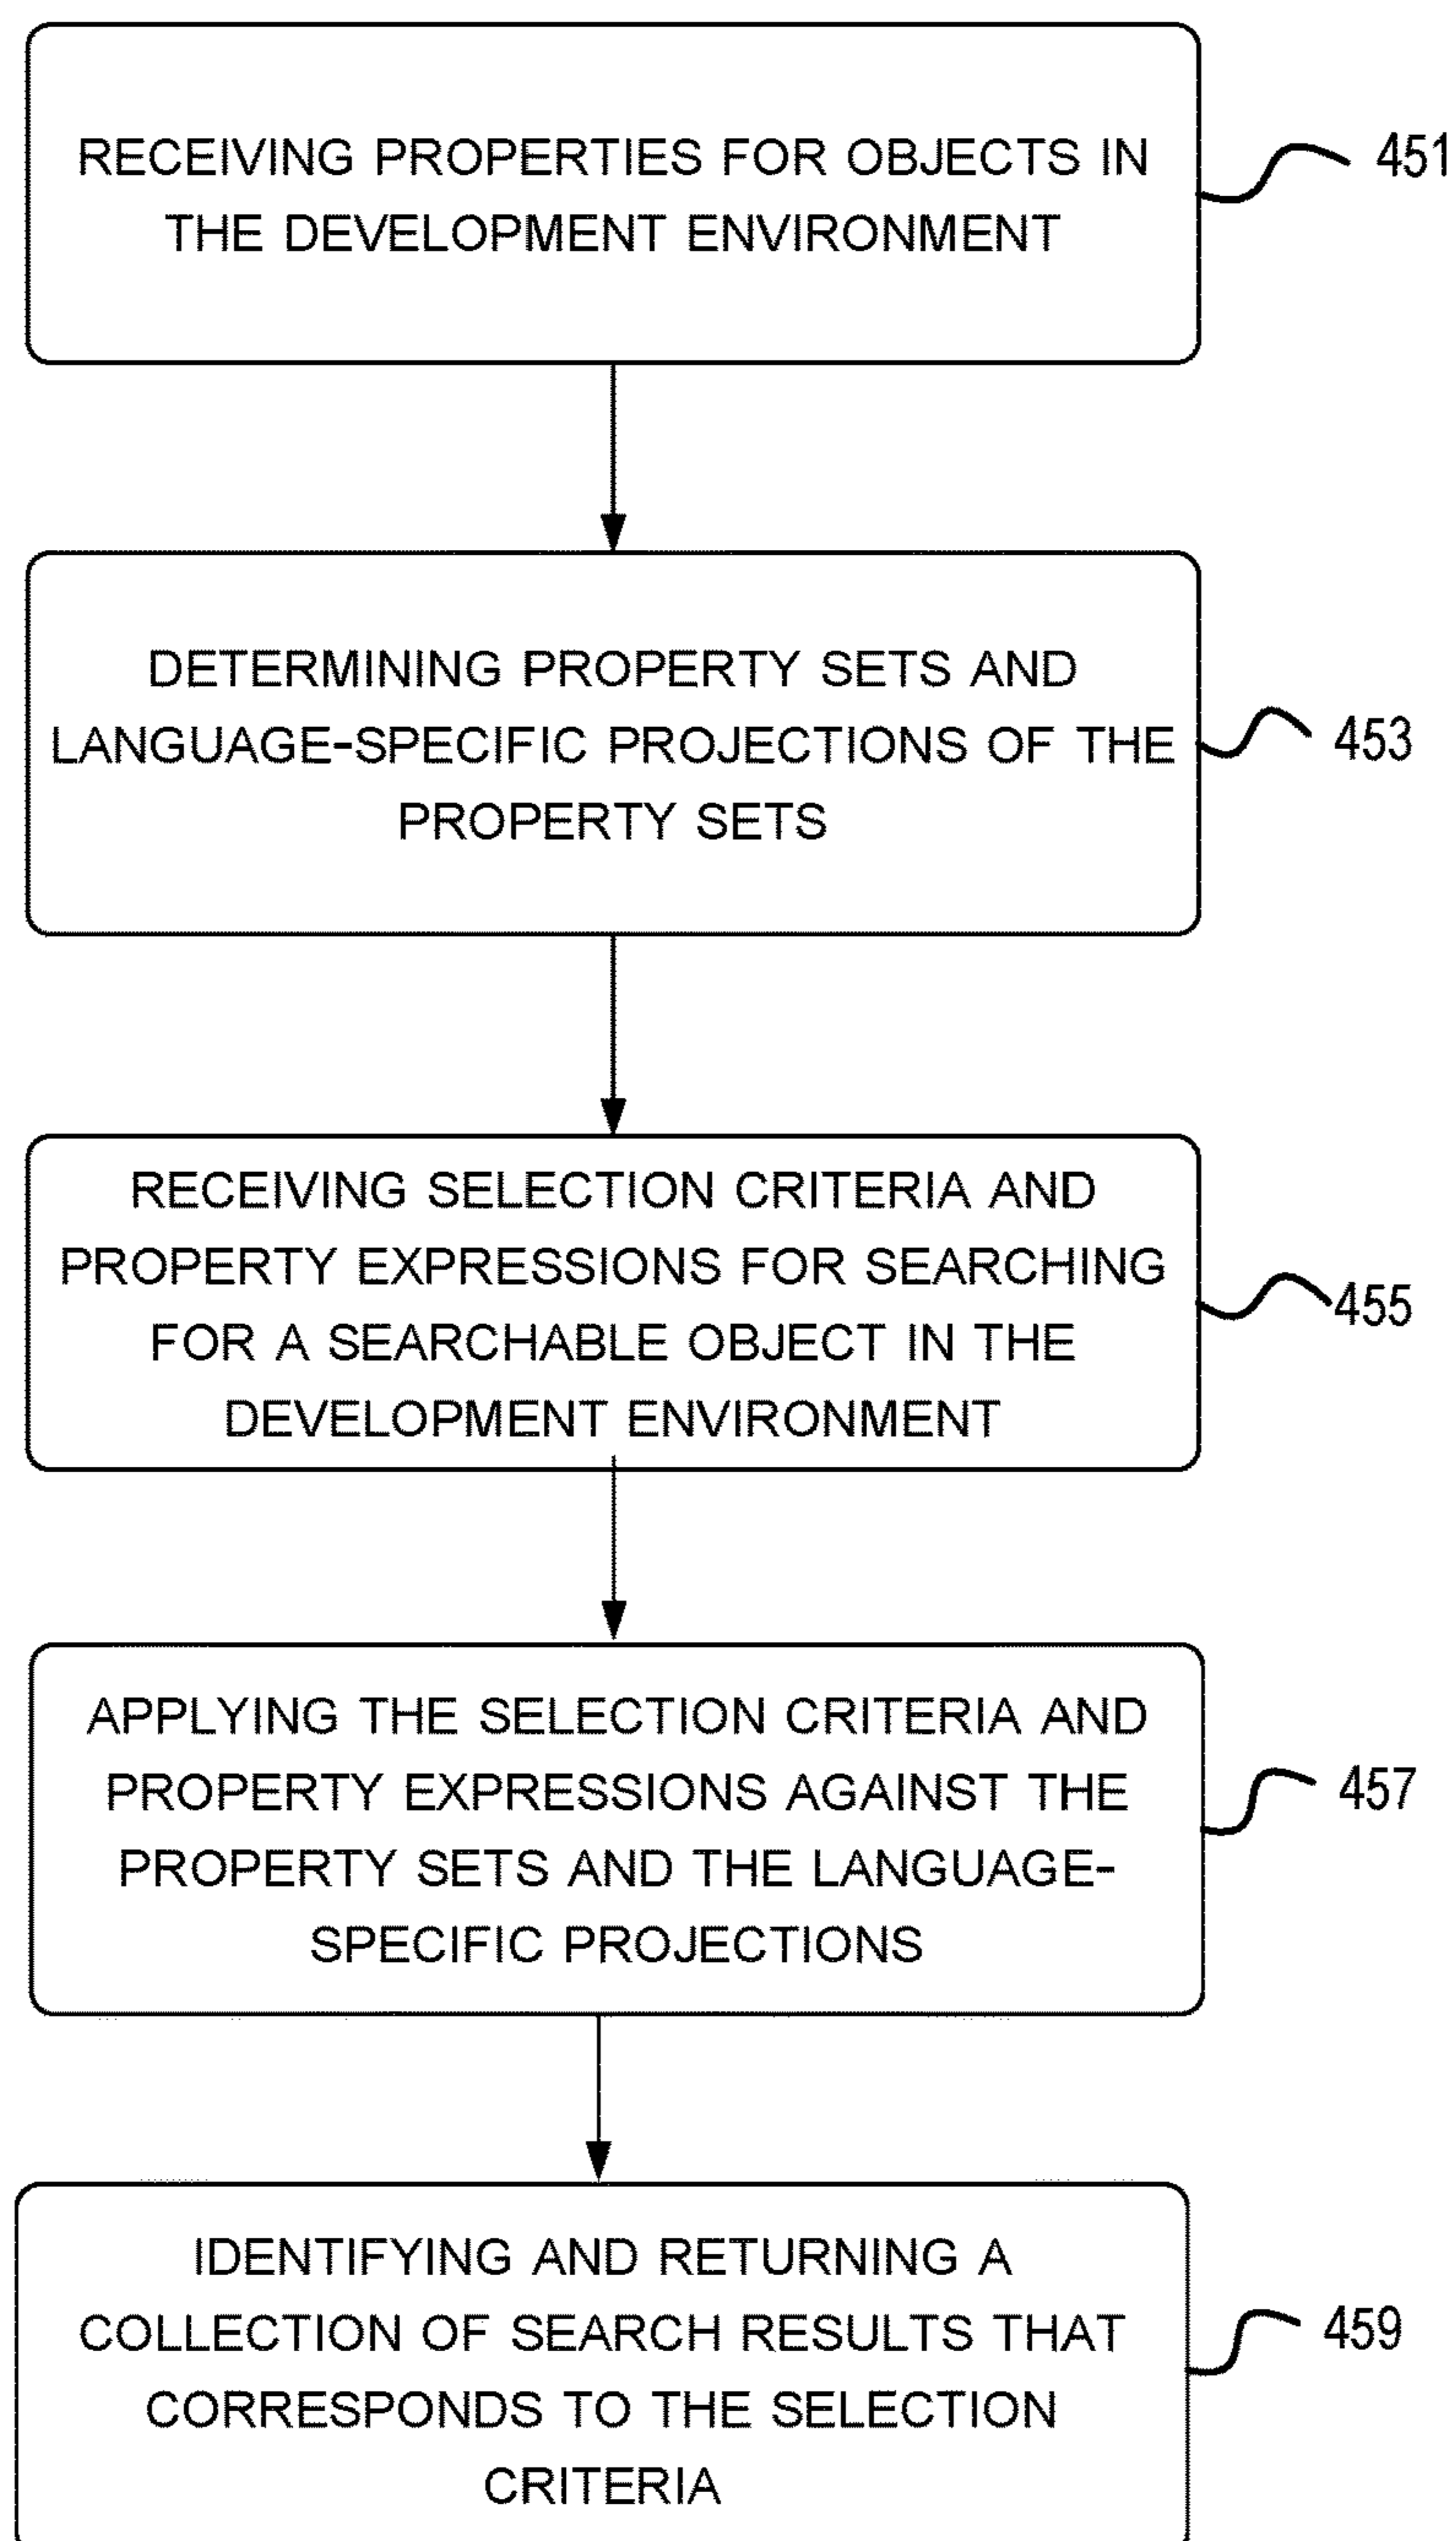 RECEIVING PROPERTIES FOR OBJECTS IN
THE DEVELOPMENT ENVIRONMENT
451
DETERMINING PROPERTY SETS AND
LANGUAGE-SPECIFIC PROJECTIONS OF THE
PROPERTY SETS
453
RECEIVING SELECTION CRITERIA AND
PROPERTY EXPRESSIONS FOR SEARCHING
FOR A SEARCHABLE OBJECT IN THE
DEVELOPMENT ENVIRONMENT
455
APPLYING THE SELECTION CRITERIA AND
PROPERTY EXPRESSIONS AGAINST THE
PROPERTY SETS AND THE LANGUAGE-
SPECIFIC PROJECTIONS
457
IDENTIFYING AND RETURNING A
COLLECTION OF SEARCH RESULTS THAT
CORRESPONDS TO THE SELECTION
CRITERIA
459